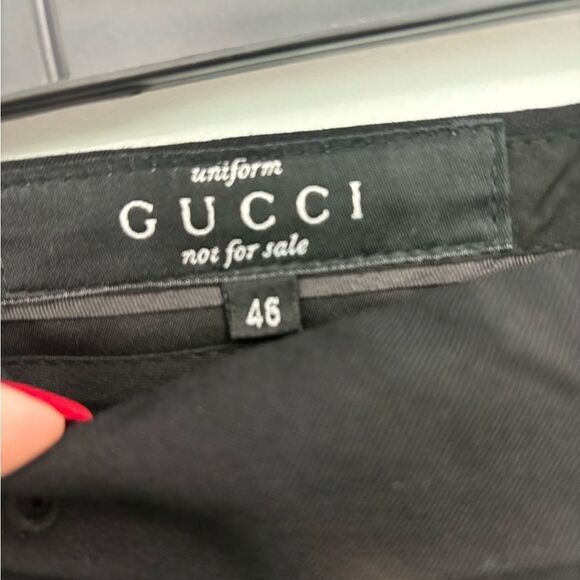 uniform
GUCCI
not for sale
46